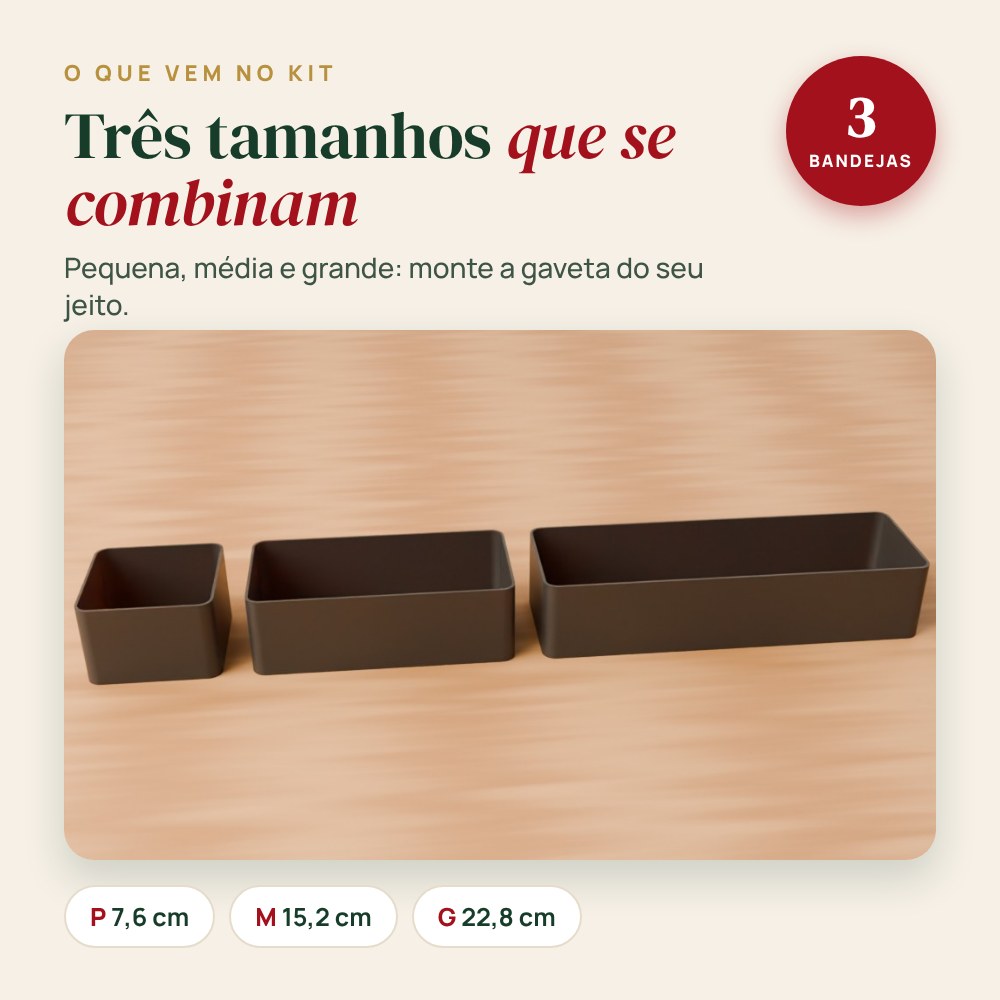 O QUE VEM NO KIT
Três tamanhos que se
combinam
Pequena, média e grande: monte a gaveta do seu
jeito.
3
BANDEJAS
P 7,6 cm
M 15,2 cm
G 22,8 cm